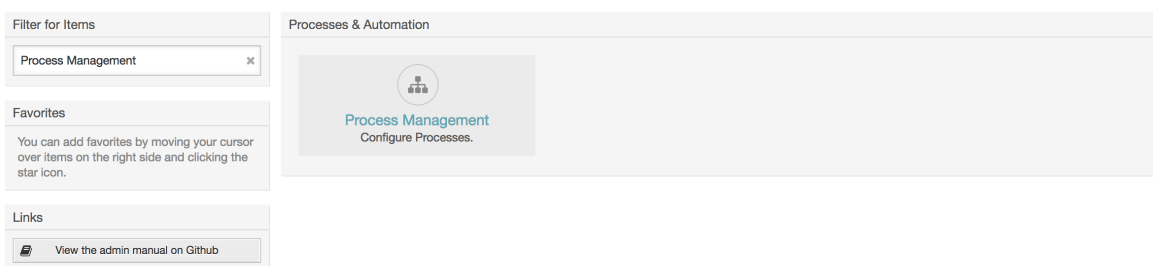 Filter for Items
Process Management
Favorites
You can add favorites by moving your cursor
over items on the right side and clicking the
star icon.
Links
View the admin manual on Github
Processes & Automation
Process Management
Configure Processes.